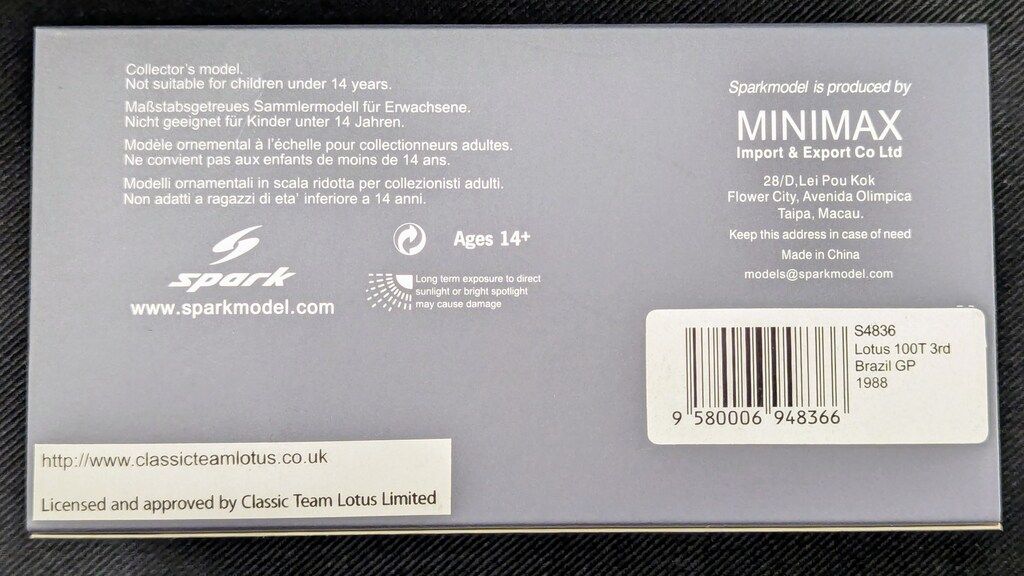 Collector's model.
Not suitable for children under 14 years.
Maßstabsgetreues Sammlermodell für Erwachsene.
Nicht geeignet für Kinder unter 14 Jahren.
Modèle ornemental à l'échelle pour collectionneurs adultes.
Ne convient pas aux enfants de moins de 14 ans.
Modelli ornamentali in scala ridotta per collezionisti adulti.
Non adatti a ragazzi di eta' inferiore a 14 anni.
spark
www.sparkmodel.com
Ages 14+
Long term exposure to direct
sunlight or bright spotlight
may cause damage
Sparkmodel is produced by
MINIMAX
Import & Export Co Ltd
28/D,Lei Pou Kok
Flower City, Avenida Olimpica
Taipa, Macau.
Keep this address in case of need
Made in China
models@sparkmodel.com
S4836
Lotus 100T 3rd
Brazil GP
1988
9 580006 948366
http://www.classicteamlotus.co.uk
Licensed and approved by Classic Team Lotus Limited